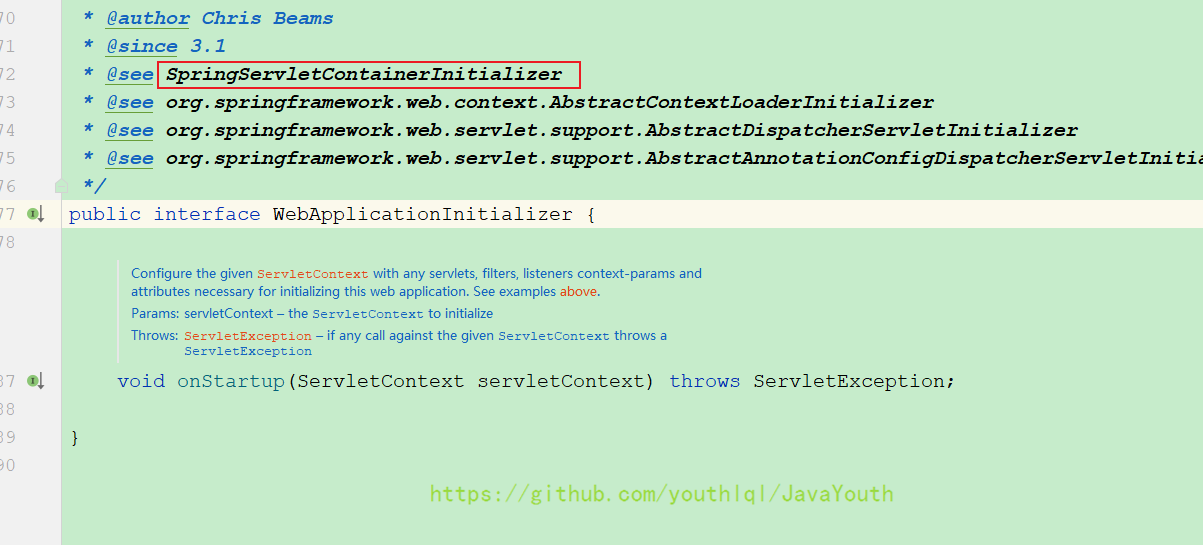 70 * @author Chris Beams
71 * @since 3.1
72 * @see SpringServletContainerInitializer
73 * @see org.springframework.web.context.AbstractContextLoaderInitializer
74 * @see org.springframework.web.servlet.support.AbstractDispatcherServletInitializer
75 * @see org.springframework.web.servlet.support.AbstractAnnotationConfigDispatcherServletInitia
76 */
77 public interface WebApplicationInitializer {
78
Configure the given ServletContext with any servlets, filters, listeners context-params and
attributes necessary for initializing this web application. See examples above.
Params: servletContext – the ServletContext to initialize
Throws: ServletException – if any call against the given ServletContext throws a
ServletException
87 void onStartup(ServletContext servletContext) throws ServletException;
88
89 }
90
https://github.com/youthlql/JavaYouth